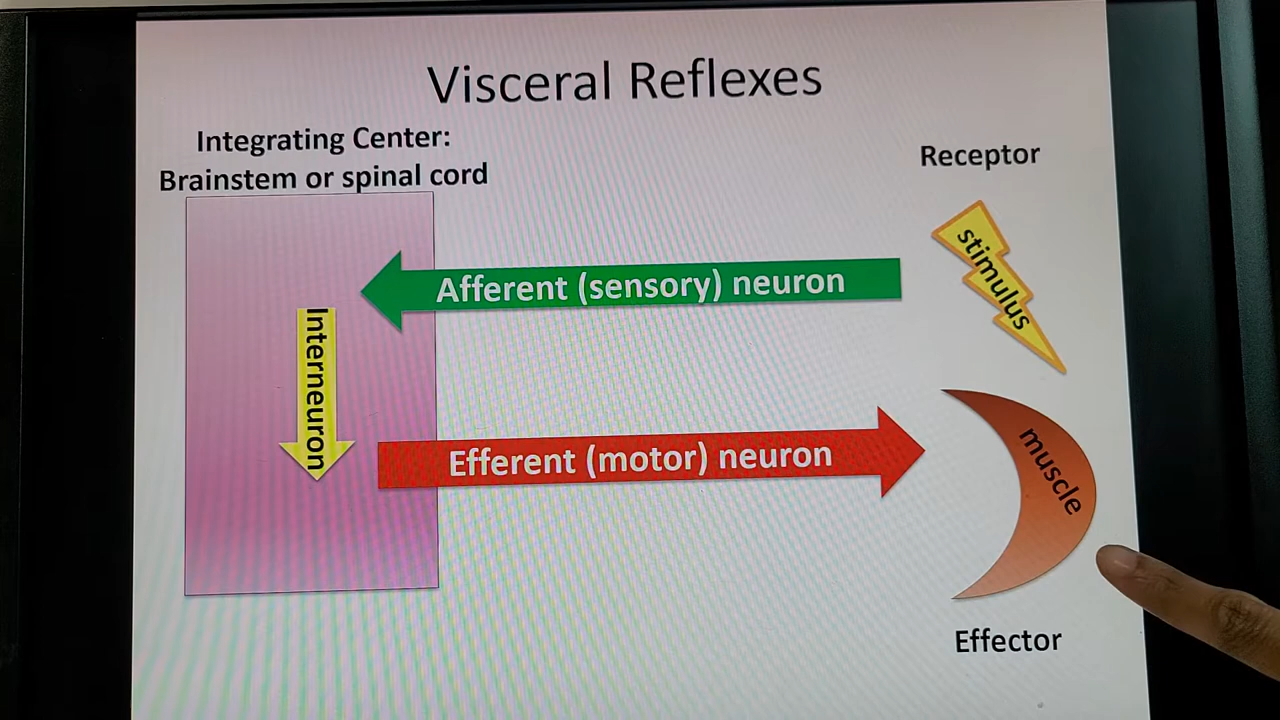 Visceral Reflexes
Integrating Center:
Brainstem or spinal cord
Receptor
stimulus
Afferent (sensory) neuron
Interneuron
Efferent (motor) neuron
muscle
Effector